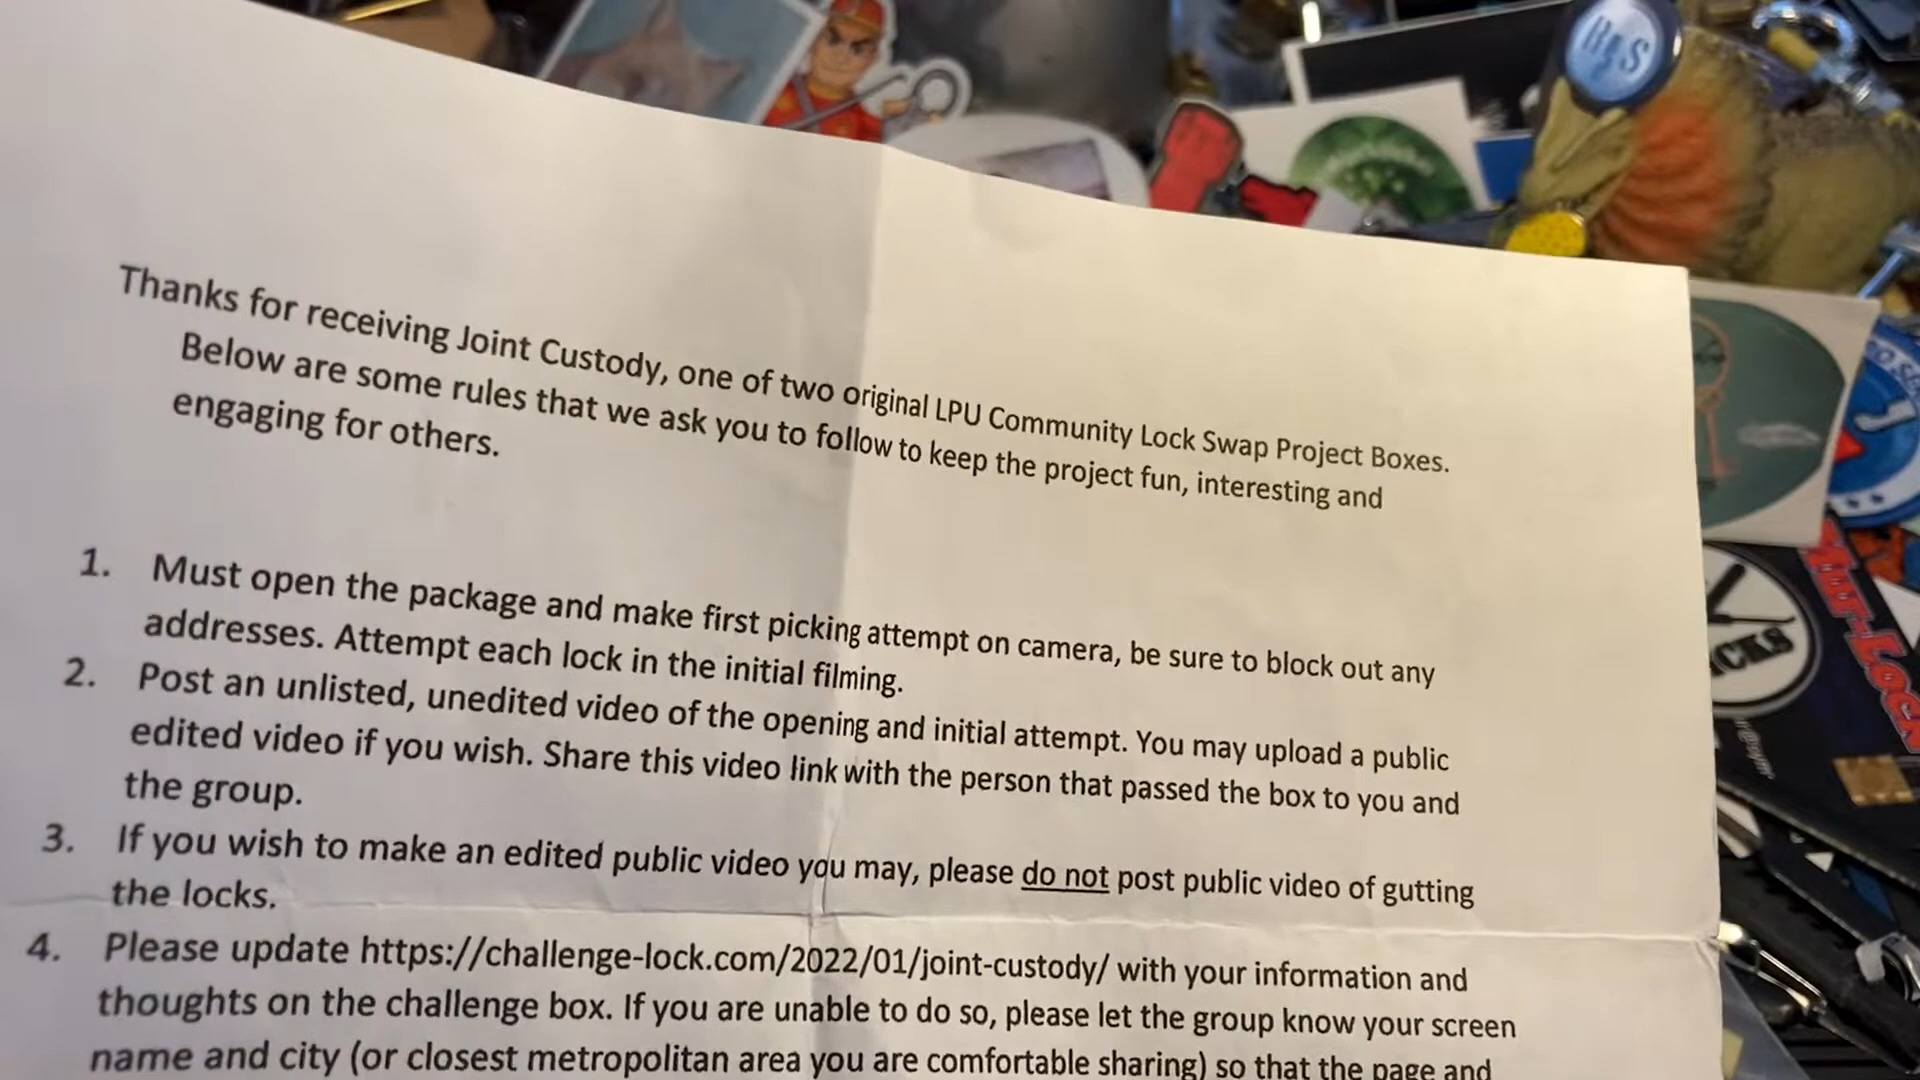 Thanks for receiving Joint Custody, one of two original LPU Community Lock Swap Project Boxes.
Below are some rules that we ask you to follow to keep the project fun, interesting and
engaging for others.
1. Must open the package and make first picking attempt on camera, be sure to block out any
addresses. Attempt each lock in the initial filming.
2. Post an unlisted, unedited video of the opening and initial attempt. You may upload a public
edited video if you wish. Share this video link with the person that passed the box to you and
the group.
3. If you wish to make an edited public video you may, please do not post public video of gutting
the locks.
4. Please update https://challenge-lock.com/2022/01/joint-custody/ with your information and
thoughts on the challenge box. If you are unable to do so, please let the group know your screen
name and city (or closest metropolitan area you are comfortable sharing) so that the page and